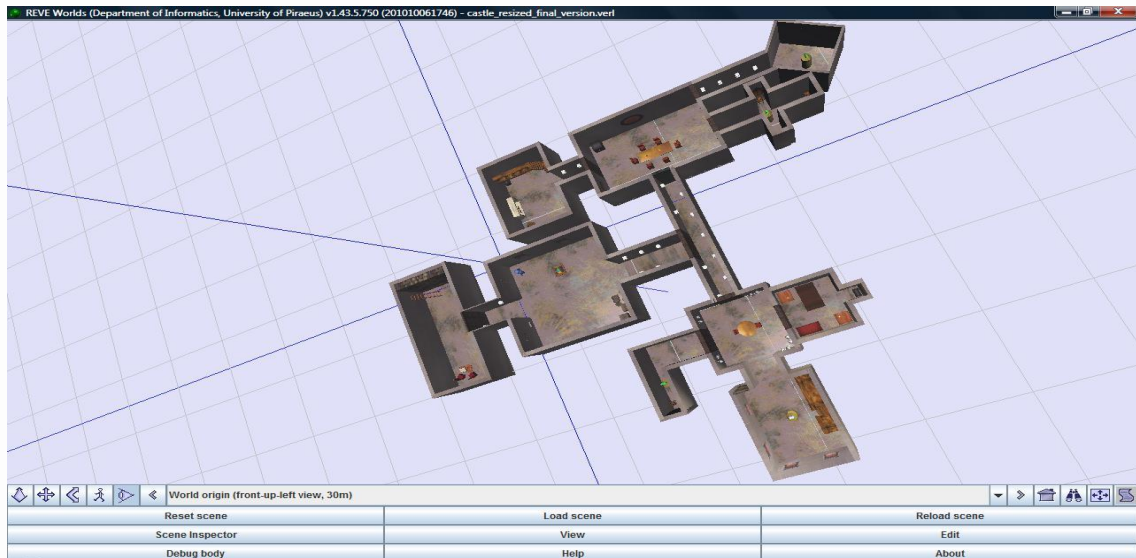 REVE Worlds (Department of Informatics, University of Piraeus) v1.43.5.750 (201010061746) - castle_resized_final_version.verl
World origin (front-up-left view, 30m)
Reset scene Load scene Reload scene
Scene Inspector View Edit
Debug body Help About